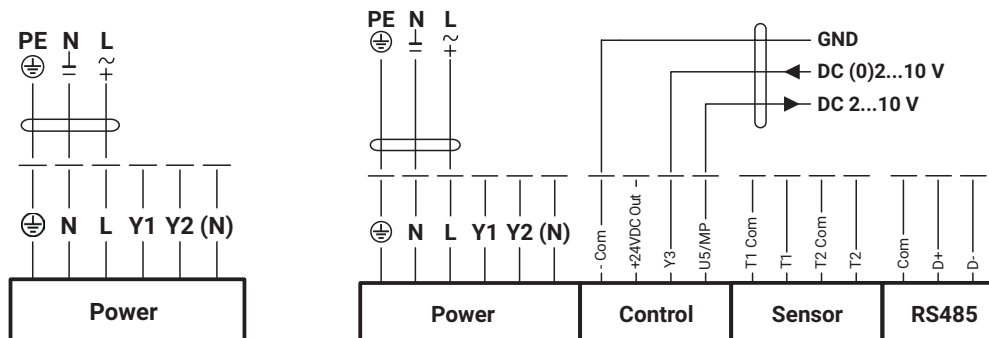 PE N L
N L Y1 Y2 (N)
Power
PE N L
GND
DC (0)2...10 V
DC 2...10 V
N L Y1 Y2 (N)
- Com
+24VDC Out
Y3
U5/MP
T1 Com
T1
T2 Com
T2
Com
D+
D-
Power
Control
Sensor
RS485